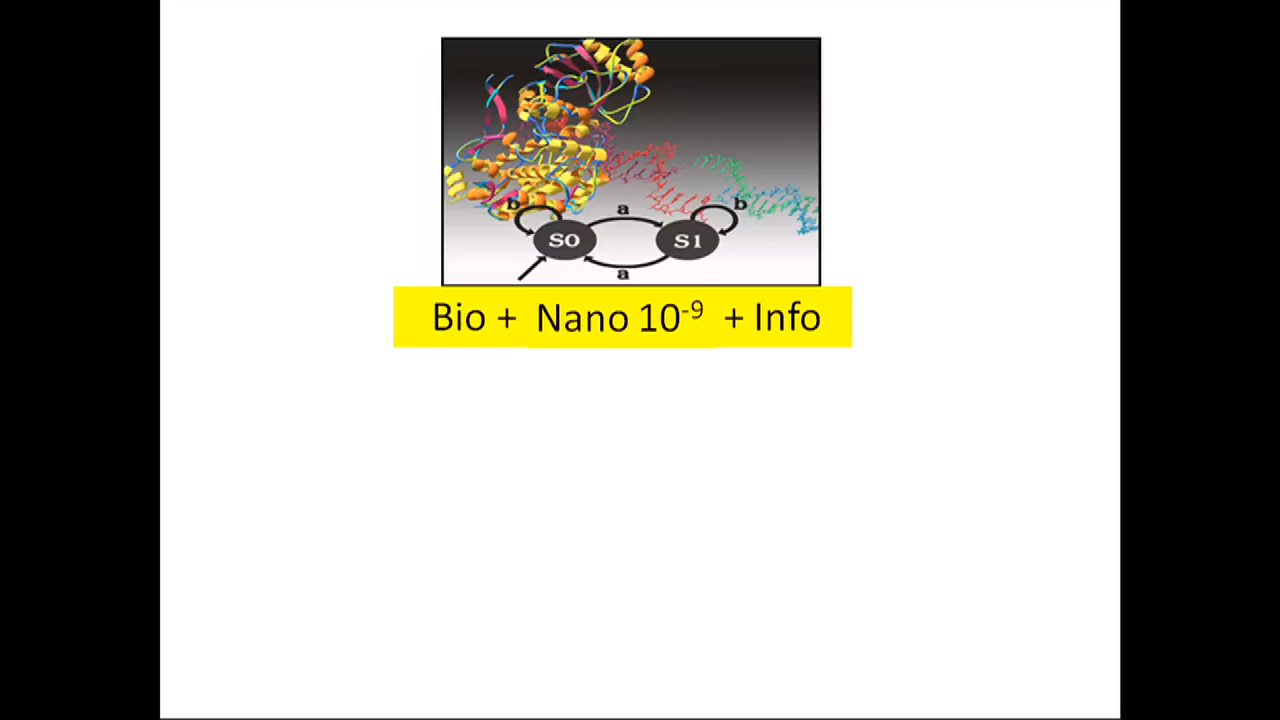 b a b
S0 S1
a
Bio + Nano 10⁻⁹ + Info